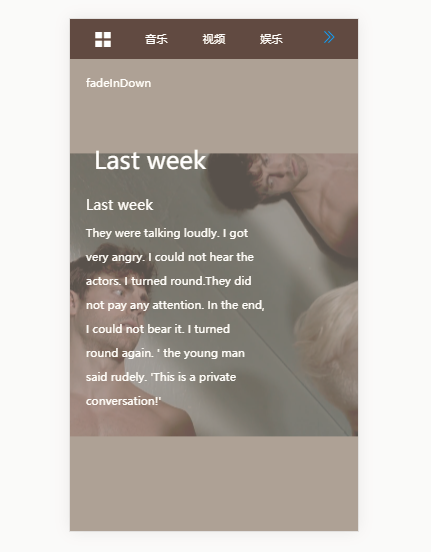 音乐 视频 娱乐
fadeInDown
Last week
Last week
They were talking loudly. I got
very angry. I could not hear the
actors. I turned round.They did
not pay any attention. In the end,
I could not bear it. I turned
round again. ' the young man
said rudely. 'This is a private
conversation!'